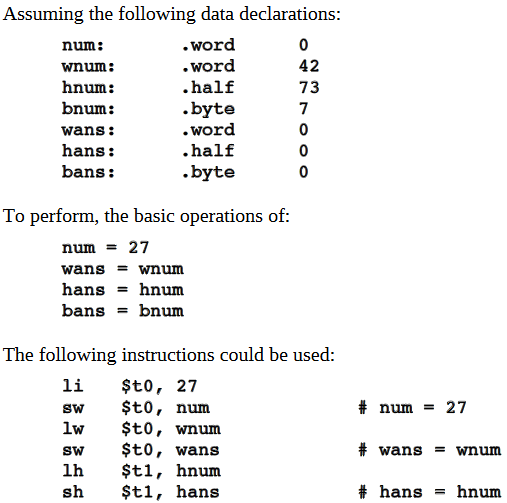 Assuming the following data declarations:
num: .word 0
wnum: .word 42
hnum: .half 73
bnum: .byte 7
wans: .word 0
hans: .half 0
bans: .byte 0
To perform, the basic operations of:
num = 27
wans = wnum
hans = hnum
bans = bnum
The following instructions could be used:
li $t0, 27
sw $t0, num # num = 27
lw $t0, wnum
sw $t0, wans # wans = wnum
lh $t1, hnum
sh $t1, hans # hans = hnum